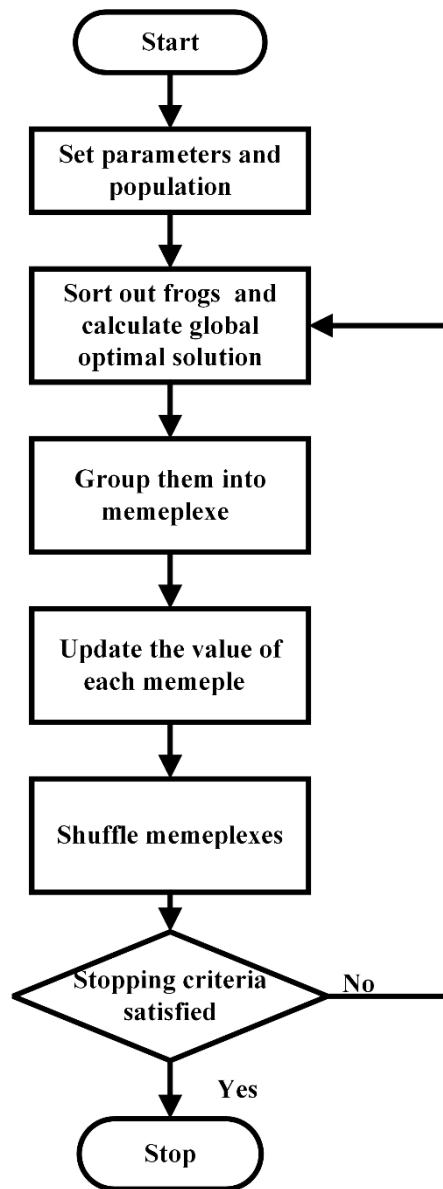 Start
Set parameters and
population
Sort out frogs and
calculate global
optimal solution
Group them into
memeplexe
Update the value of
each memeple
Shuffle memeplexes
Stopping criteria
satisfied
No
Yes
Stop